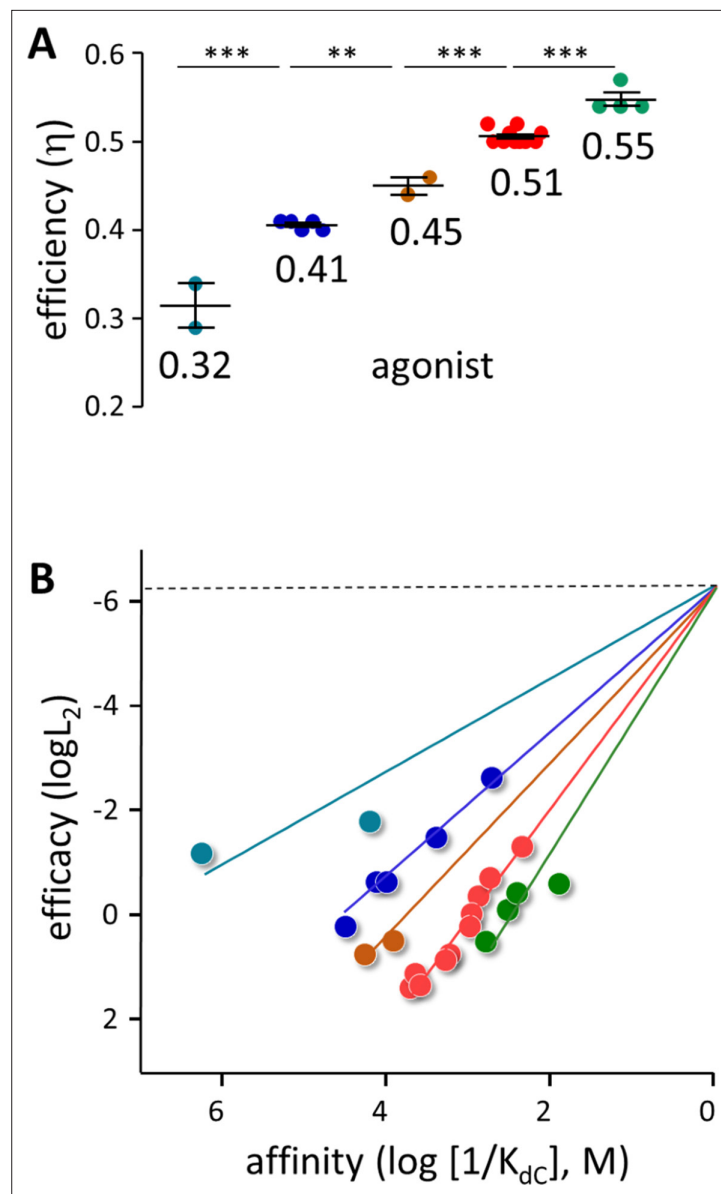 A
*** ** *** ***
0.6
0.5
0.4
0.3
0.2
efficiency (η)
0.32
0.41
0.45
0.51
0.55
agonist
B
-6
-4
-2
0
2
efficacy (logL₂)
6 4 2 0
affinity (log [1/K_dC], M)